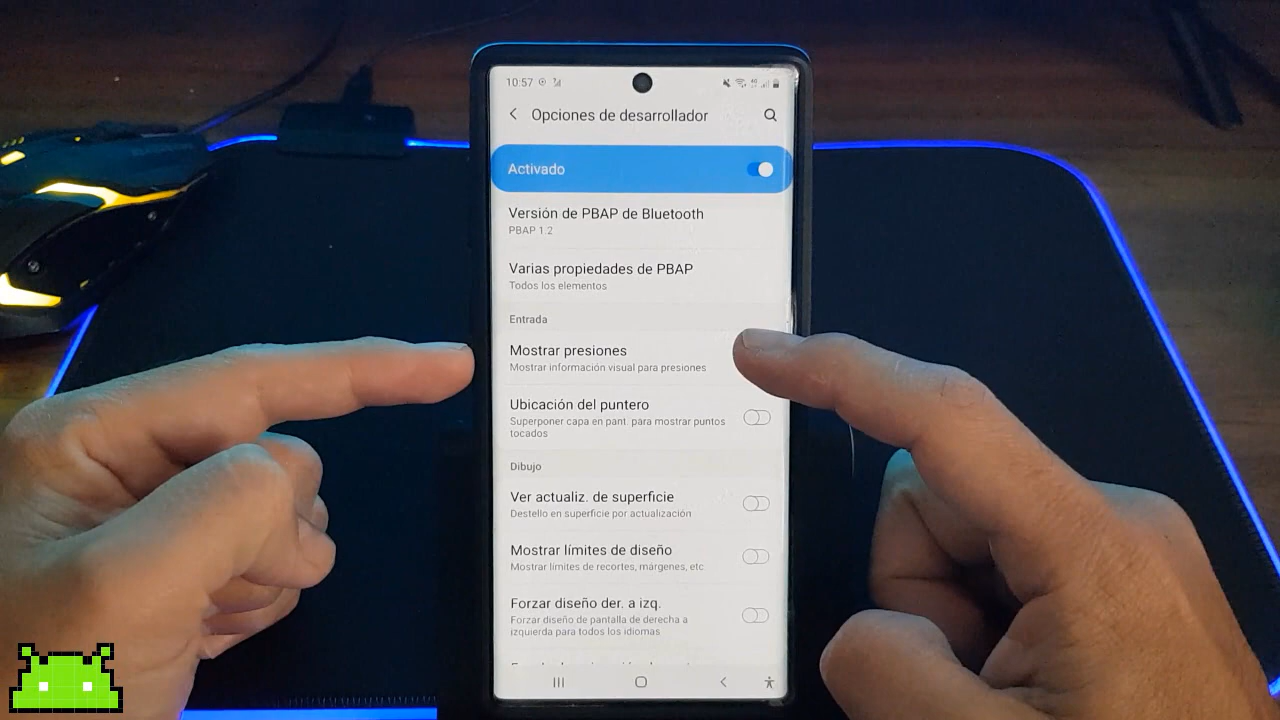 10:57
Opciones de desarrollador
Activado
Versión de PBAP de Bluetooth
PBAP 1.2
Varias propiedades de PBAP
Todos los elementos
Entrada
Mostrar presiones
Mostrar información visual para presiones
Ubicación del puntero
Superponer capa en pant. para mostrar puntos
tocados
Dibujo
Ver actualiz. de superficie
Destello en superficie por actualización
Mostrar límites de diseño
Mostrar límites de recortes, márgenes, etc
Forzar diseño der. a izq.
Forzar diseño de pantalla de derecha a
izquierda para todos los idiomas